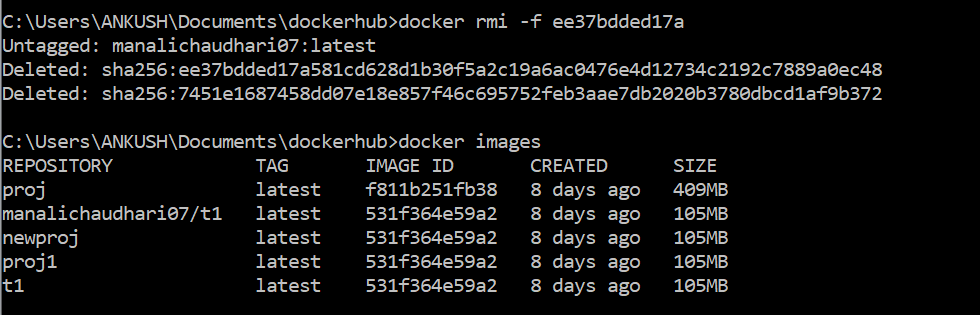 C:\Users\ANKUSH\Documents\dockerhub>docker rmi -f ee37bdded17a
Untagged: manalichaudhari07:latest
Deleted: sha256:ee37bdded17a581cd628d1b30f5a2c19a6ac0476e4d12734c2192c7889a0ec48
Deleted: sha256:7451e1687458dd07e18e857f46c695752feb3aae7db2020b3780dbcd1af9b372
C:\Users\ANKUSH\Documents\dockerhub>docker images
REPOSITORY TAG IMAGE ID CREATED SIZE
proj latest f811b251fb38 8 days ago 409MB
manalichaudhari07/t1 latest 531f364e59a2 8 days ago 105MB
newproj latest 531f364e59a2 8 days ago 105MB
proj1 latest 531f364e59a2 8 days ago 105MB
t1 latest 531f364e59a2 8 days ago 105MB